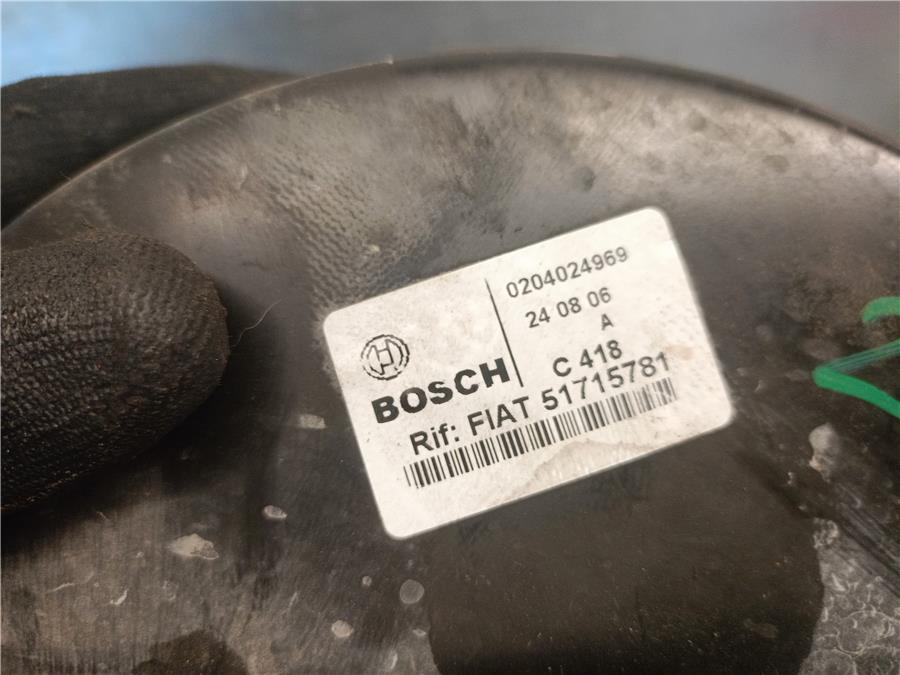 0204024969
24 08 06
A
C 418
BOSCH
Rif: FIAT 51715781